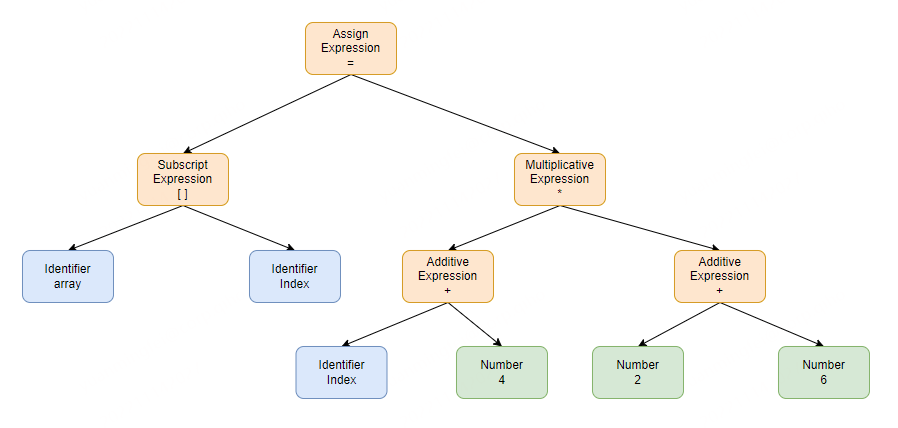 Assign
Expression
=
Subscript
Expression
[ ]
Multiplicative
Expression
*
Identifier
array
Identifier
Index
Additive
Expression
+
Additive
Expression
+
Identifier
Index
Number
4
Number
2
Number
6